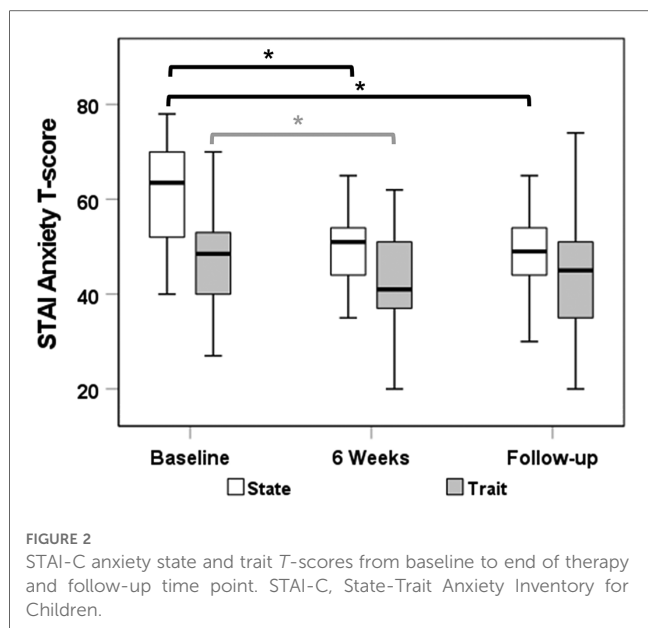 *
*
*
STAI Anxiety T-score
80
60
40
20
Baseline 6 Weeks Follow-up
State Trait
FIGURE 2
STAI-C anxiety state and trait T-scores from baseline to end of therapy
and follow-up time point. STAI-C, State-Trait Anxiety Inventory for
Children.